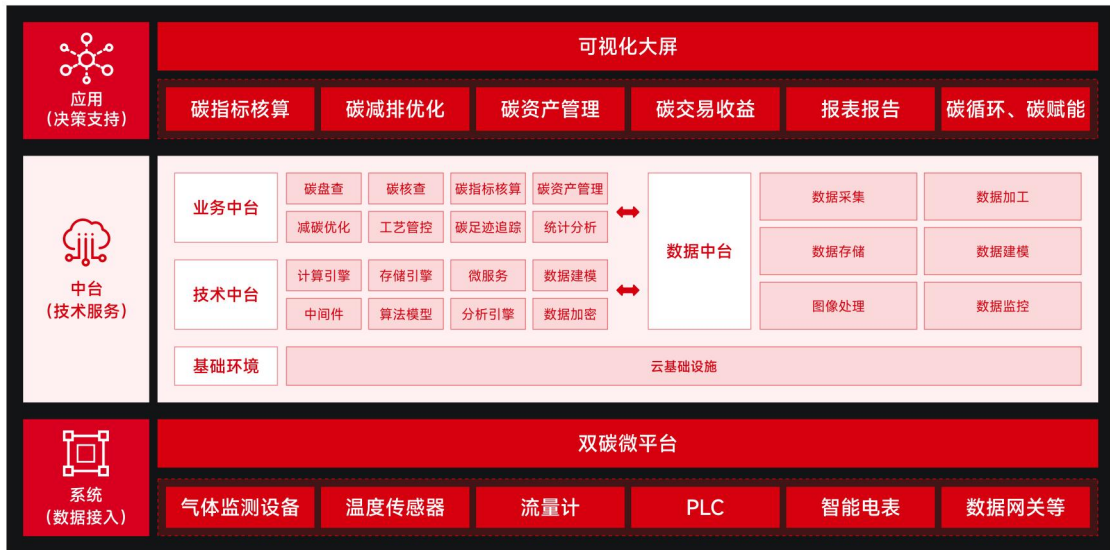 可视化大屏
应用
(决策支持)
碳指标核算 碳减排优化 碳资产管理 碳交易收益 报表报告 碳循环、碳赋能
中台
(技术服务)
业务中台
碳盘查 碳核查 碳指标核算 碳资产管理
减碳优化 工艺管控 碳足迹追踪 统计分析
技术中台
计算引擎 存储引擎 微服务 数据建模
中间件 算法模型 分析引擎 数据加密
数据中台
数据采集 数据加工
数据存储 数据建模
图像处理 数据监控
基础环境
云基础设施
系统
(数据接入)
双碳微平台
气体监测设备 温度传感器 流量计 PLC 智能电表 数据网关等